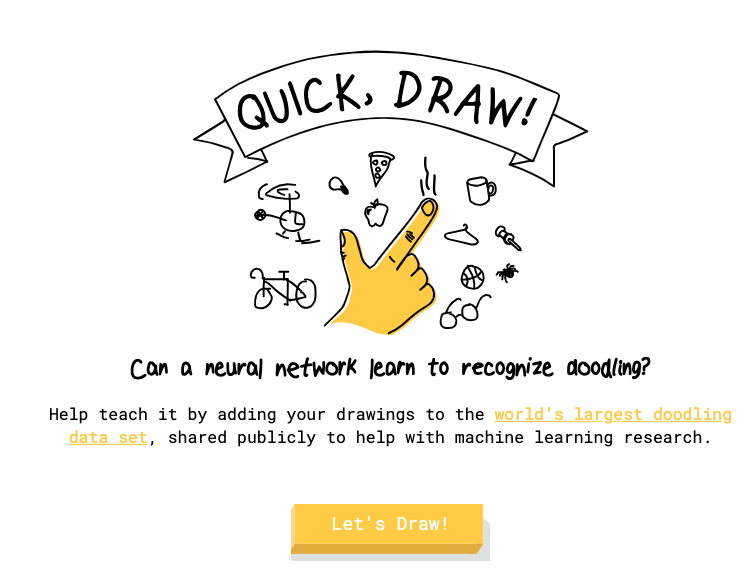 QUICK, DRAW!
Can a neural network learn to recognize doodling?
Help teach it by adding your drawings to the world's largest doodling
data set, shared publicly to help with machine learning research.
Let's Draw!